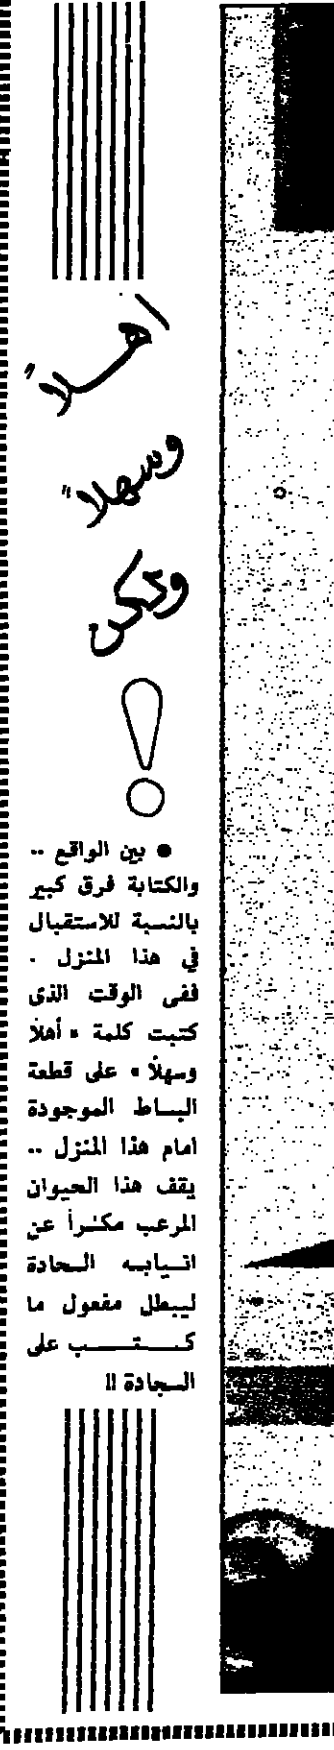 اهلاً
وسهلاً
ولكن
!
● بين الواقع ..
والكتابة فرق كبير
بالنسبة للاستقبال
في هذا المنزل .
ففى الوقت الذى
كتبت كلمة « أهلاً
وسهلاً » على قطعة
البساط الموجودة
امام هذا المنزل ..
يقف هذا الحيوان
المرعب مكشراً عن
انيابه الحادة
ليبطل مفعول ما
كتب على
السجادة !!